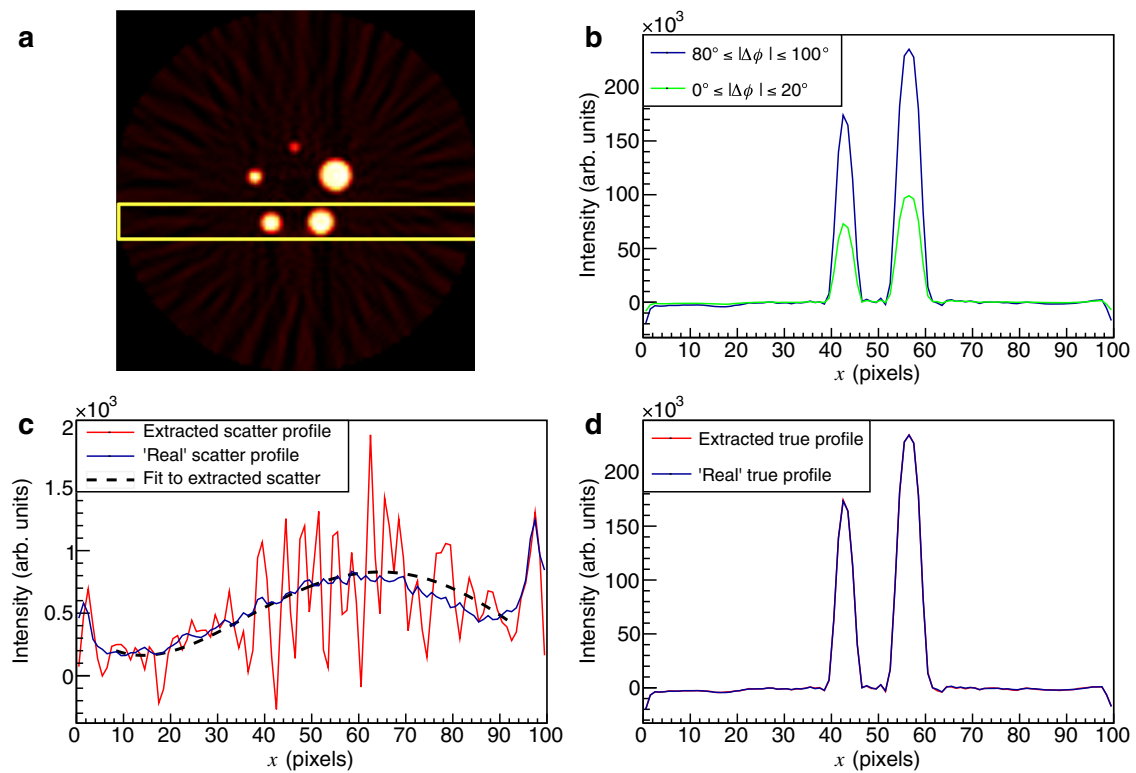 a
b
×10³
80° ≤ |Δϕ | ≤ 100°
0° ≤ |Δϕ | ≤ 20°
Intensity (arb. units)
200
150
100
50
0
0 10 20 30 40 50 60 70 80 90 100
x (pixels)
c
×10³
Extracted scatter profile
'Real' scatter profile
Fit to extracted scatter
Intensity (arb. units)
2
1.5
1
0.5
0
0 10 20 30 40 50 60 70 80 90 100
x (pixels)
d
×10³
Extracted true profile
'Real' true profile
Intensity (arb. units)
200
150
100
50
0
0 10 20 30 40 50 60 70 80 90 100
x (pixels)